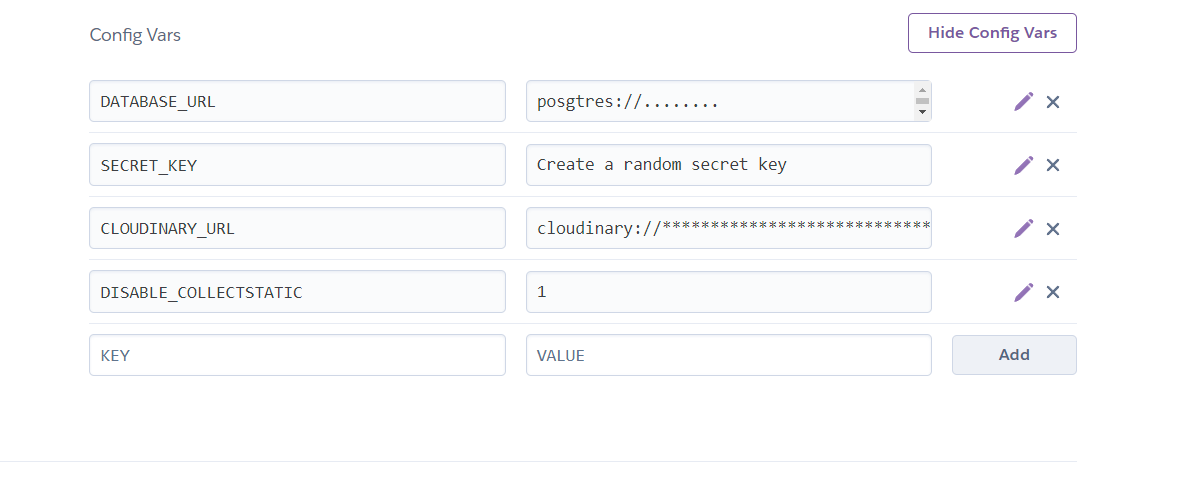 Config Vars
Hide Config Vars
DATABASE_URL
posgtres://........
SECRET_KEY
Create a random secret key
CLOUDINARY_URL
cloudinary://****************************
DISABLE_COLLECTSTATIC
1
KEY
VALUE
Add